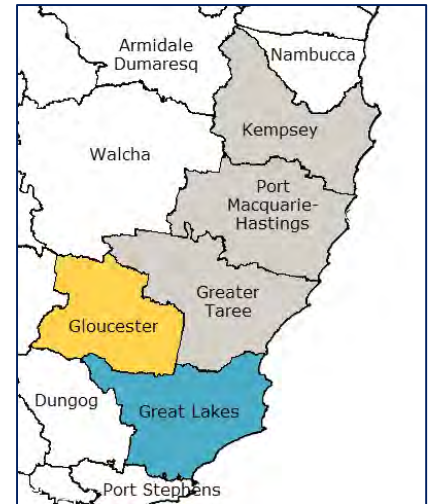 Armidale
Dumaresq
Nambucca
Kempsey
Walcha
Port
Macquarie-
Hastings
Greater
Taree
Gloucester
Dungog
Great Lakes
Port Stephens